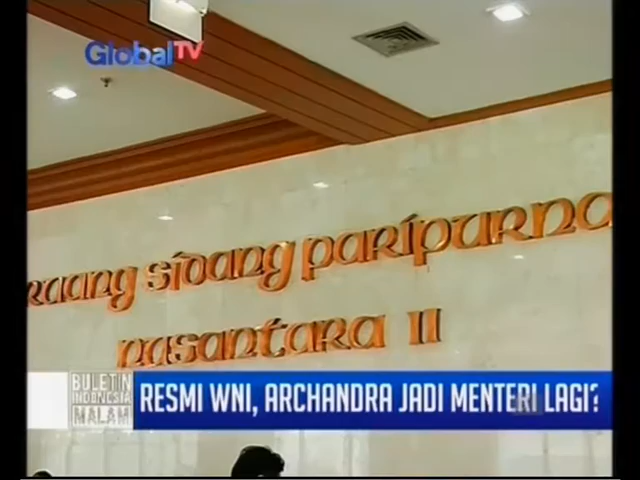 GlobalTV
ruang sidang paripurna
nusantara II
BULETIN
INDONESIA
MALAM
RESMI WNI, ARCHANDRA JADI MENTERI LAGI?